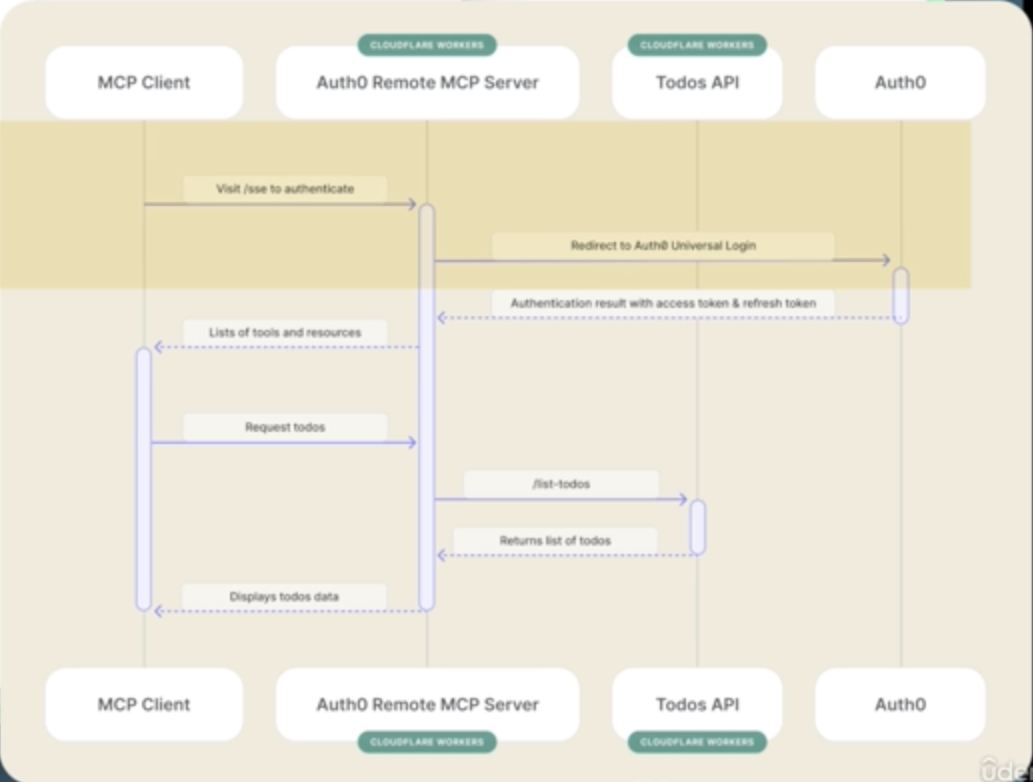 CLOUDFLARE WORKERS
CLOUDFLARE WORKERS
MCP Client
Auth0 Remote MCP Server
Todos API
Auth0
Visit /sse to authenticate
Redirect to Auth0 Universal Login
Authentication result with access token & refresh token
Lists of tools and resources
Request todos
/list-todos
Returns list of todos
Displays todos data
MCP Client
Auth0 Remote MCP Server
Todos API
Auth0
CLOUDFLARE WORKERS
CLOUDFLARE WORKERS